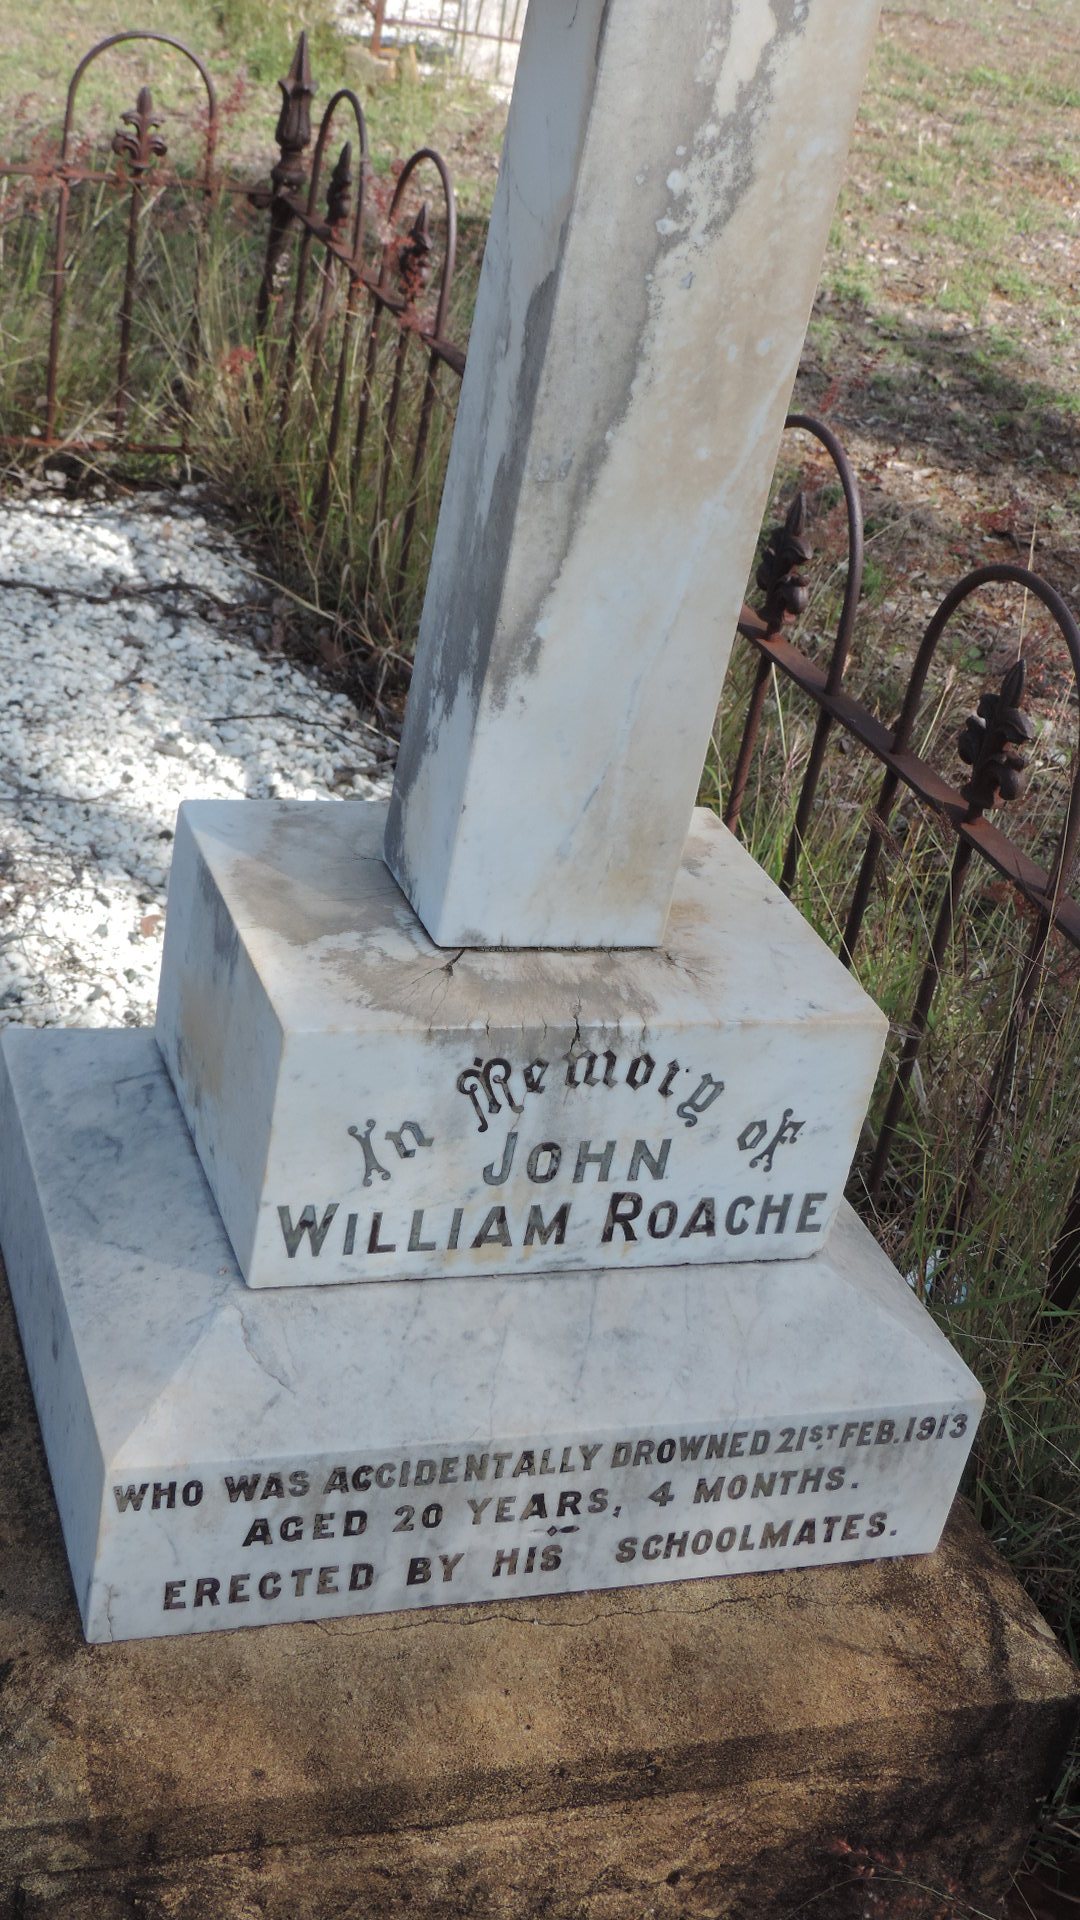 In Memory of
JOHN
WILLIAM ROACHE
WHO WAS ACCIDENTALLY DROWNED 21ST FEB. 1913
AGED 20 YEARS, 4 MONTHS.
ERECTED BY HIS SCHOOLMATES.